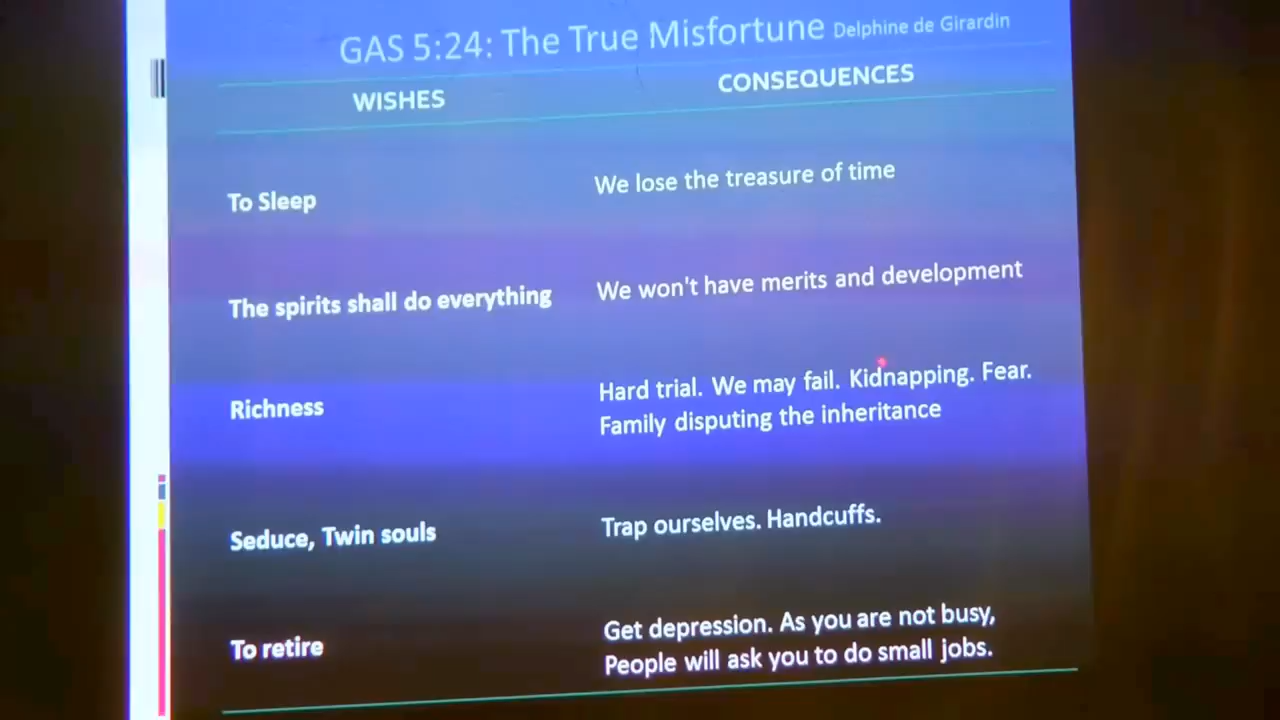 GAS 5:24: The True Misfortune Delphine de Girardin
WISHES CONSEQUENCES
To Sleep We lose the treasure of time
The spirits shall do everything We won't have merits and development
Richness Hard trial. We may fail. Kidnapping. Fear.
Family disputing the inheritance
Seduce, Twin souls Trap ourselves. Handcuffs.
To retire Get depression. As you are not busy,
People will ask you to do small jobs.